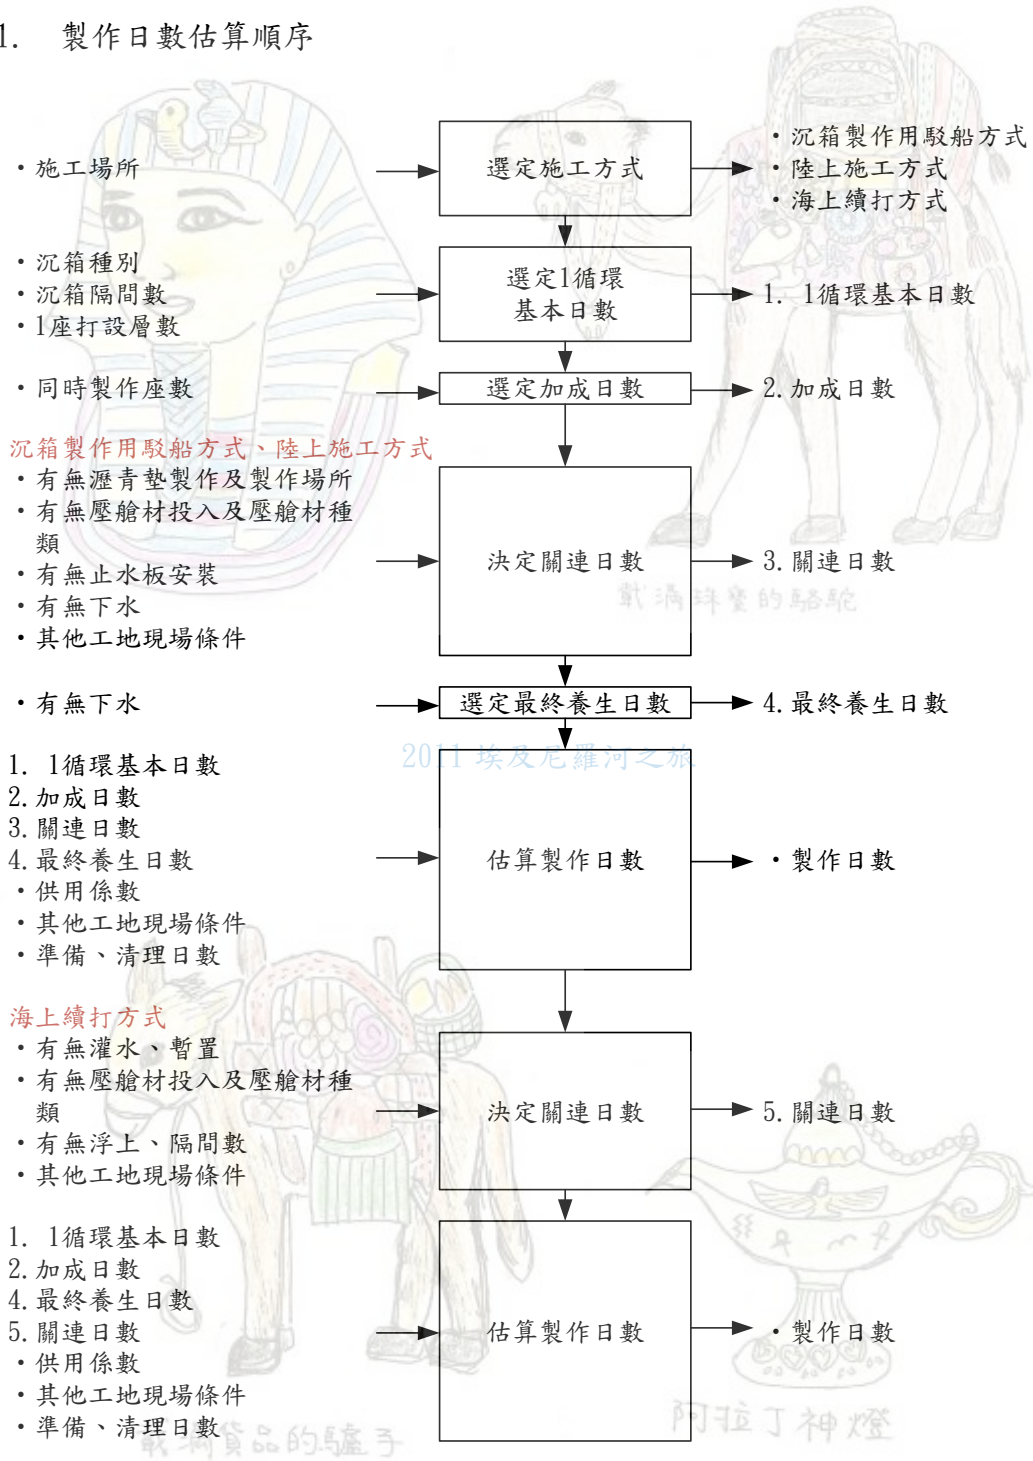 1. 製作日數估算順序
・施工場所
選定施工方式
・沉箱製作用駁船方式
・陸上施工方式
・海上續打方式
・沉箱種別
・沉箱隔間數
・1座打設層數
選定1循環
基本日數
1. 1循環基本日數
・同時製作座數
選定加成日數
2.加成日數
沉箱製作用駁船方式、陸上施工方式
・有無瀝青墊製作及製作場所
・有無壓艙材投入及壓艙材種
類
・有無止水板安裝
・有無下水
・其他工地現場條件
決定關連日數
3.關連日數
載滿珠寶的駱駝
・有無下水
選定最終養生日數
4.最終養生日數
2011 埃及尼羅河之旅
1. 1循環基本日數
2.加成日數
3.關連日數
4.最終養生日數
・供用係數
・其他工地現場條件
・準備、清理日數
估算製作日數
・製作日數
海上續打方式
・有無灌水、暫置
・有無壓艙材投入及壓艙材種
類
・有無浮上、隔間數
・其他工地現場條件
決定關連日數
5.關連日數
1. 1循環基本日數
2.加成日數
4.最終養生日數
5.關連日數
・供用係數
・其他工地現場條件
・準備、清理日數
估算製作日數
・製作日數
載滿貨品的驢子
阿拉丁神燈